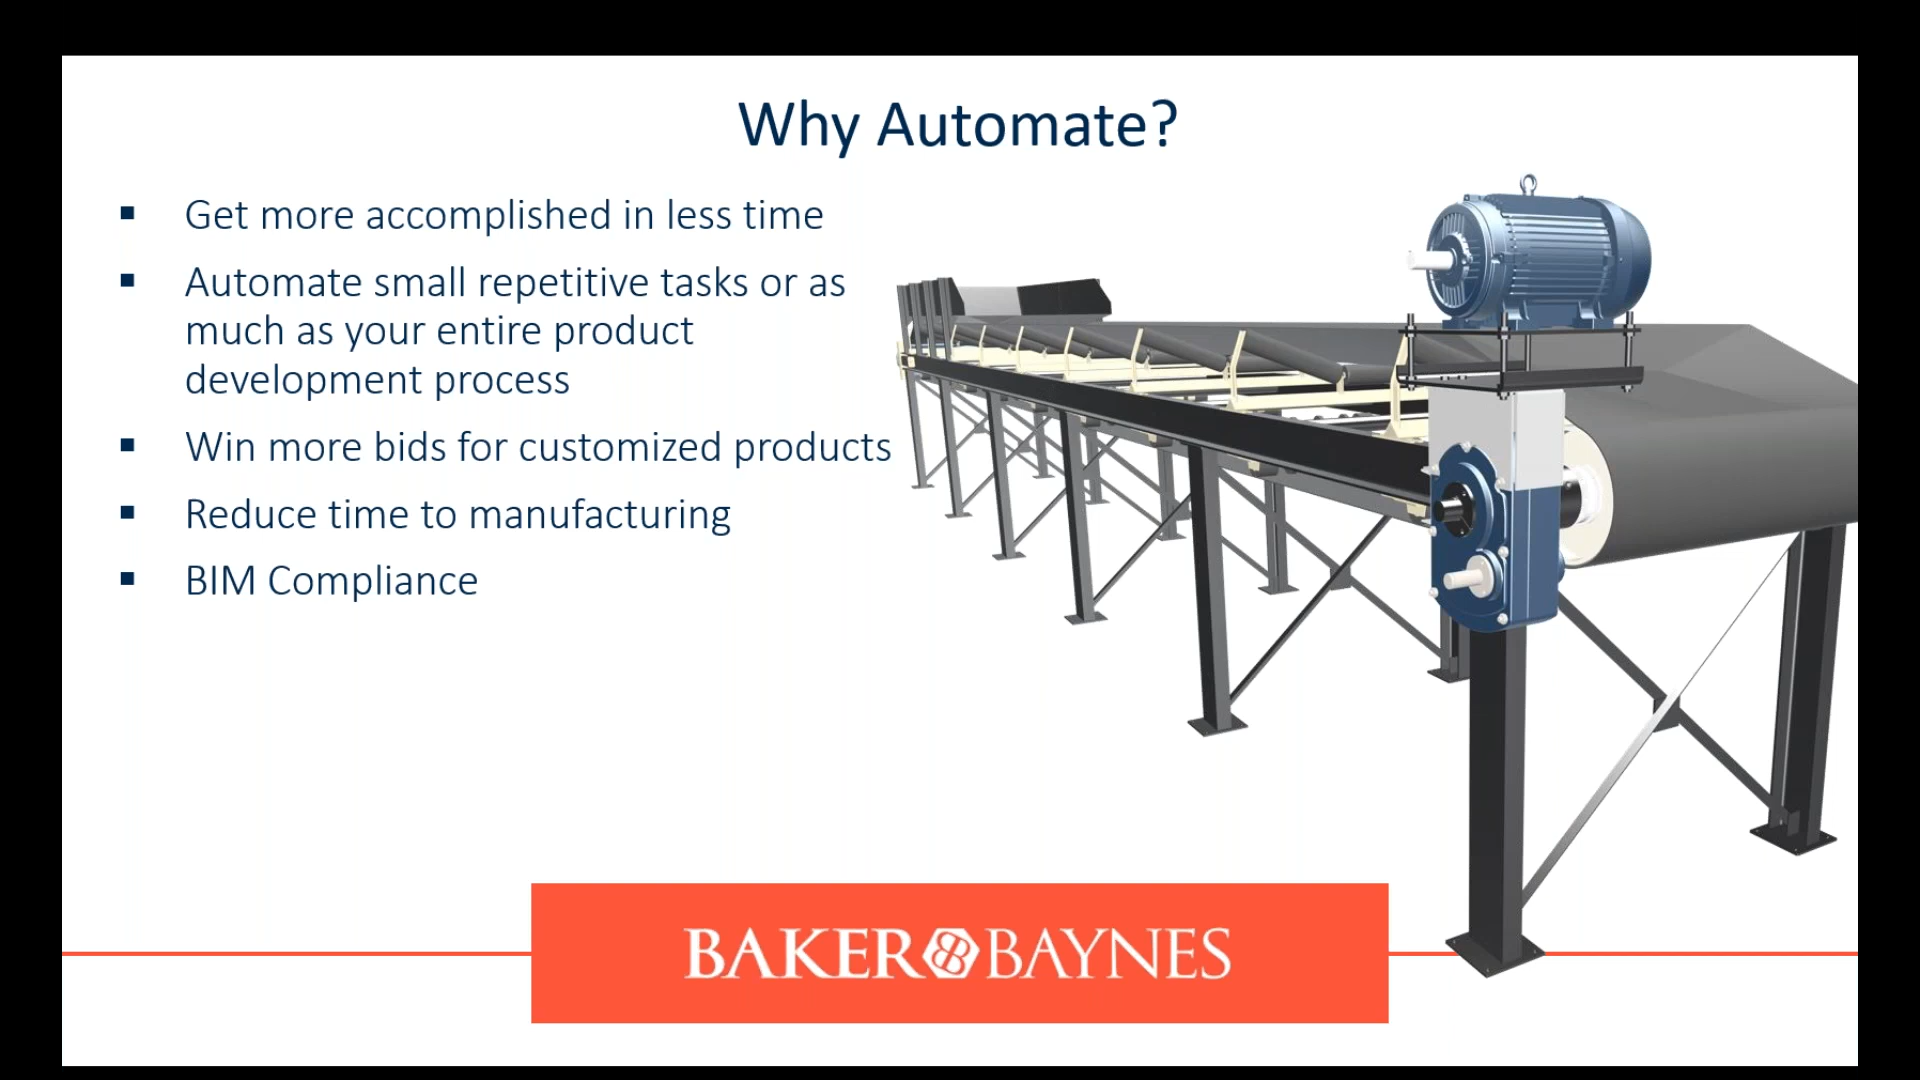 Why Automate?
▪ Get more accomplished in less time
▪ Automate small repetitive tasks or as
much as your entire product
development process
▪ Win more bids for customized products
▪ Reduce time to manufacturing
▪ BIM Compliance
BAKER BAYNES